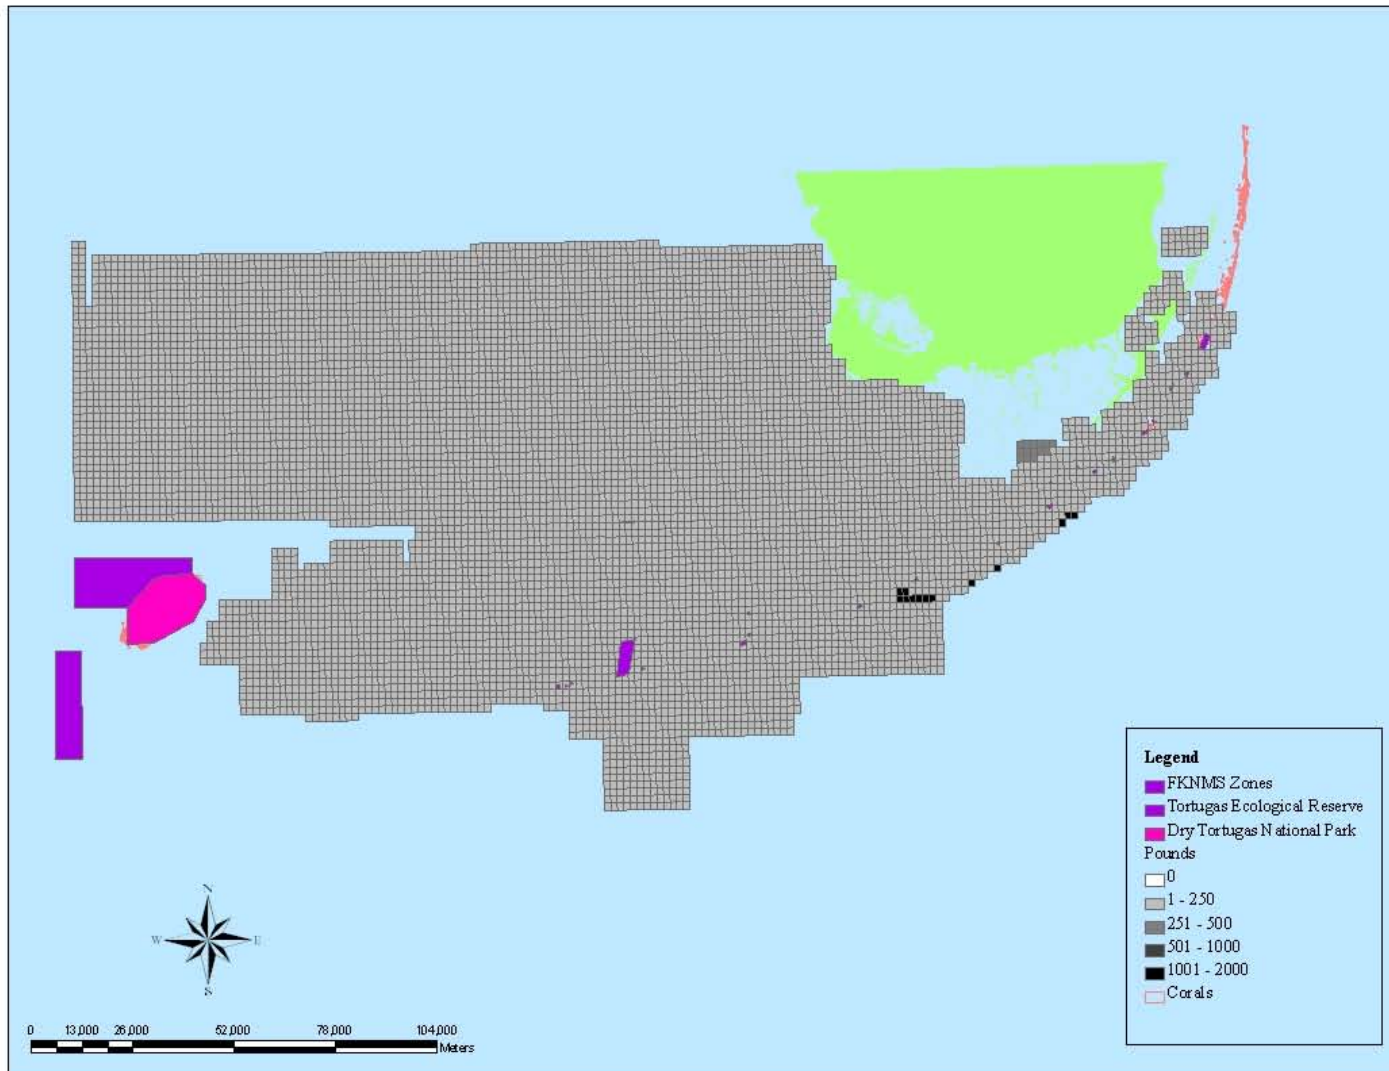 Legend
FKNMS Zones
Tortugas Ecological Reserve
Dry Tortugas National Park
Pounds
0
1 - 250
251 - 500
501 - 1000
1001 - 2000
Corals
N
W E
S
0 13,000 26,000 52,000 78,000 104,000
Meters